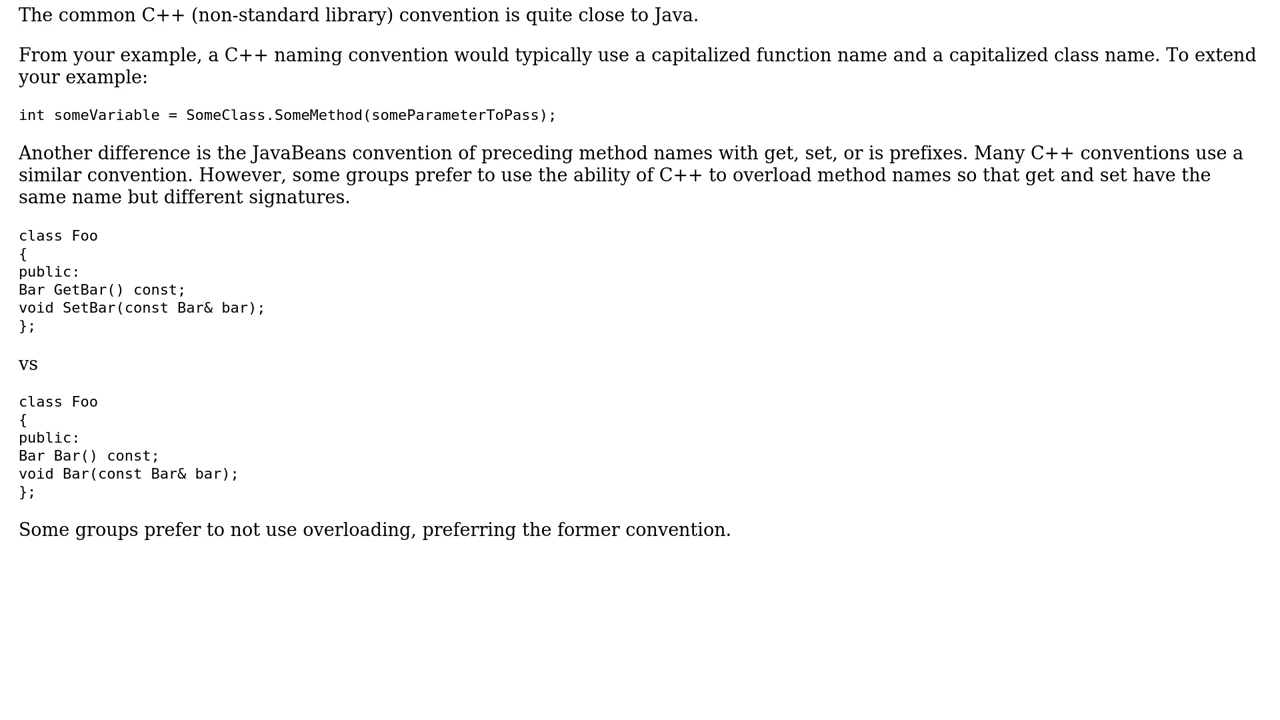 The common C++ (non-standard library) convention is quite close to Java.
From your example, a C++ naming convention would typically use a capitalized function name and a capitalized class name. To extend
your example:
int someVariable = SomeClass.SomeMethod(someParameterToPass);
Another difference is the JavaBeans convention of preceding method names with get, set, or is prefixes. Many C++ conventions use a
similar convention. However, some groups prefer to use the ability of C++ to overload method names so that get and set have the
same name but different signatures.
class Foo
{
public:
Bar GetBar() const;
void SetBar(const Bar& bar);
};
vs
class Foo
{
public:
Bar Bar() const;
void Bar(const Bar& bar);
};
Some groups prefer to not use overloading, preferring the former convention.